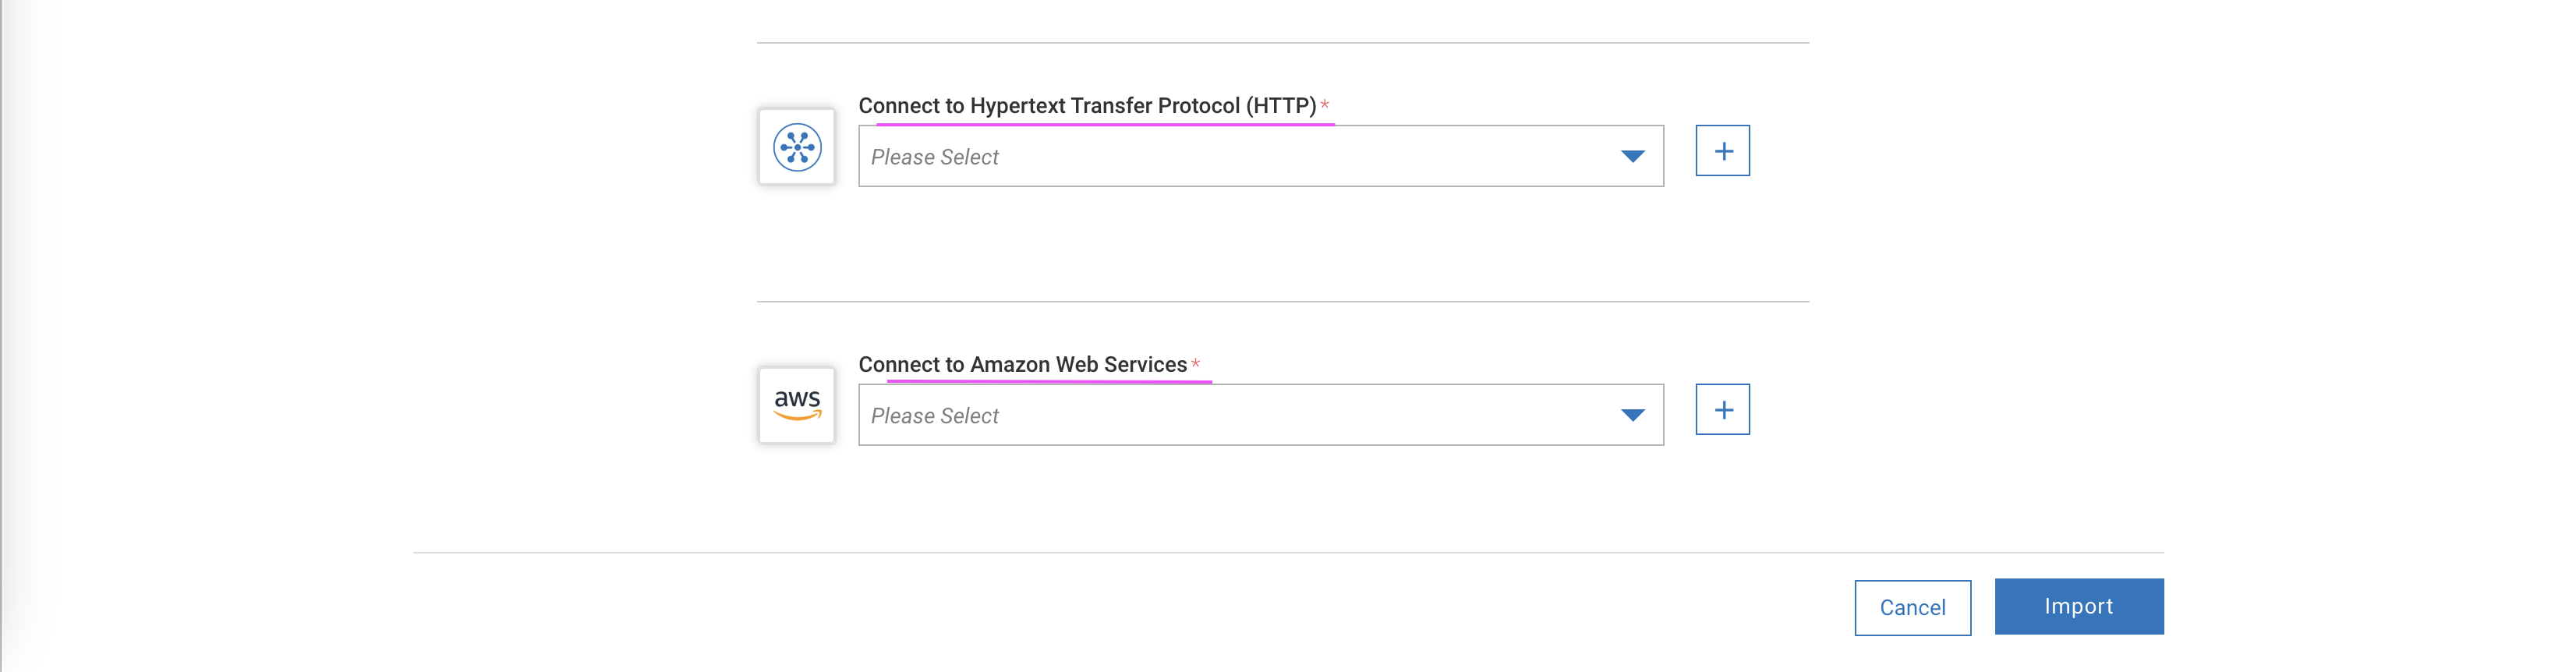 Connect to Hypertext Transfer Protocol (HTTP)*
Please Select
+
aws
Connect to Amazon Web Services*
Please Select
+
Cancel
Import